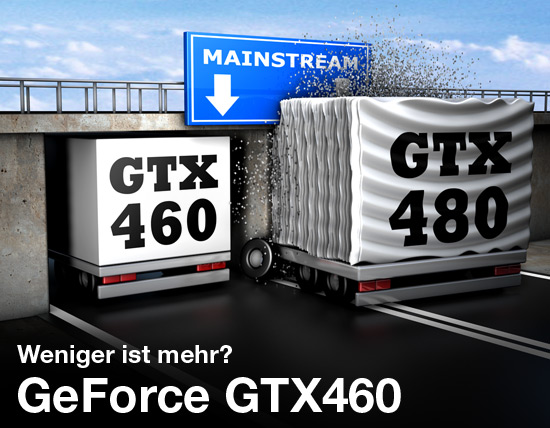 MAINSTREAM
GTX
460
GTX
480
Weniger ist mehr?
GeForce GTX460